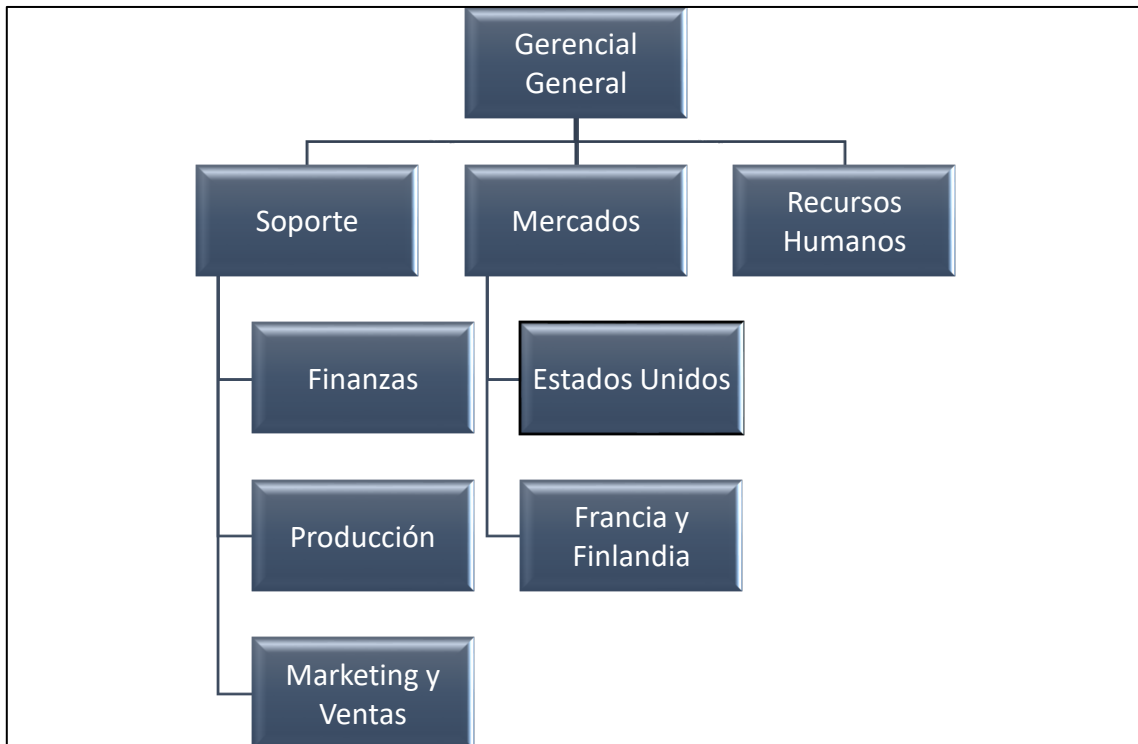 Gerencial
General
Soporte
Mercados
Recursos
Humanos
Finanzas
Estados Unidos
Producción
Francia y
Finlandia
Marketing y
Ventas